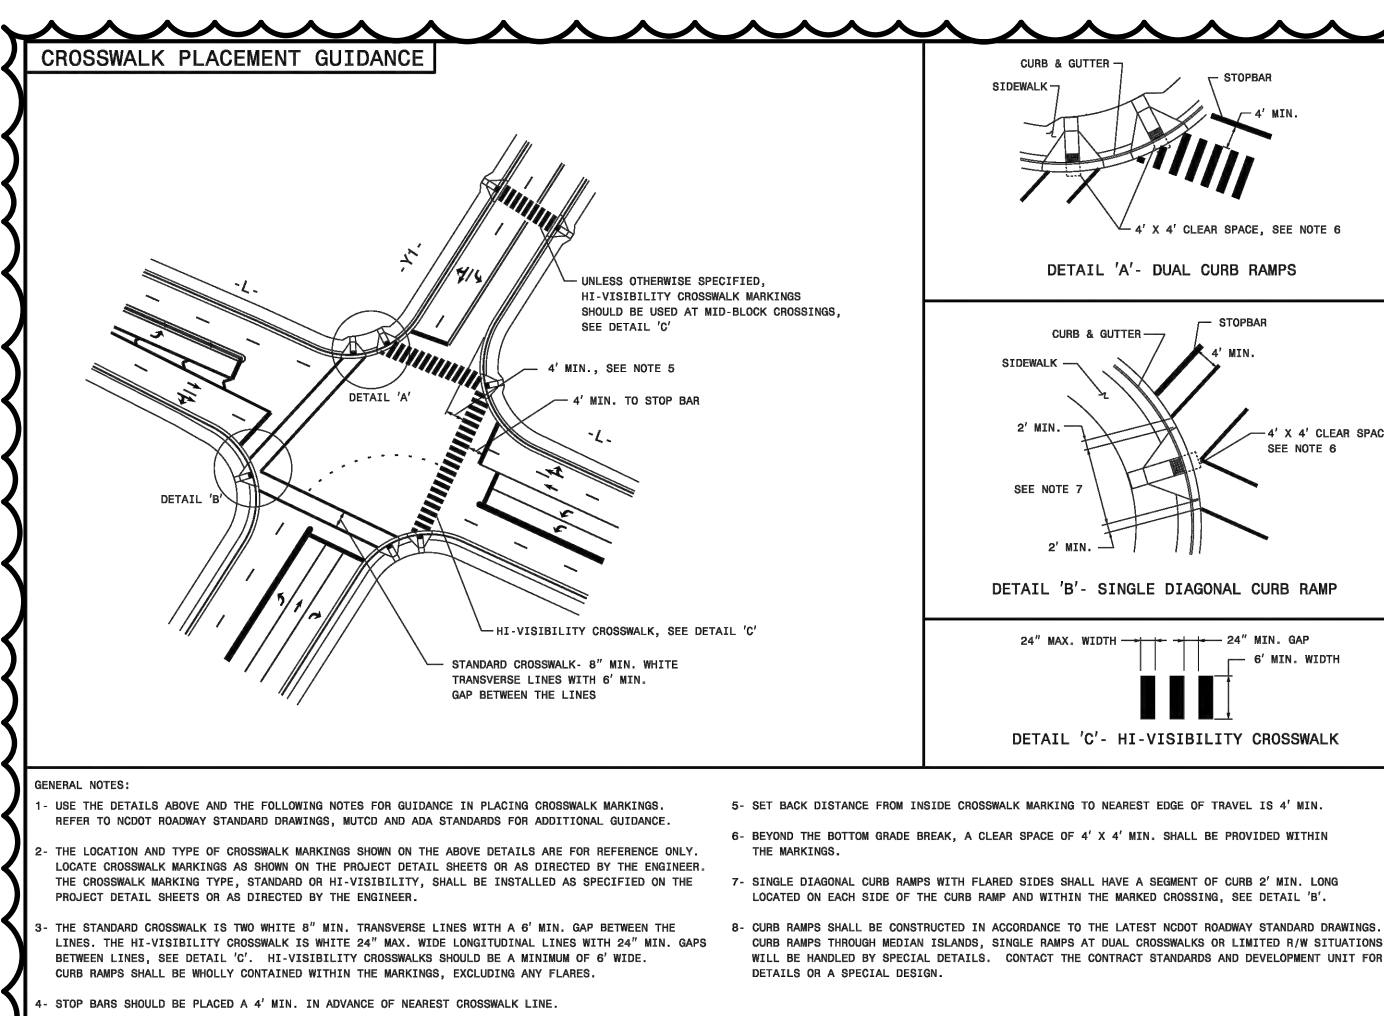 CROSSWALK PLACEMENT GUIDANCE
-Y1-
-L-
UNLESS OTHERWISE SPECIFIED,
HI-VISIBILITY CROSSWALK MARKINGS
SHOULD BE USED AT MID-BLOCK CROSSINGS,
SEE DETAIL 'C'
4' MIN., SEE NOTE 5
DETAIL 'A'
4' MIN. TO STOP BAR
-L-
DETAIL 'B'
HI-VISIBILITY CROSSWALK, SEE DETAIL 'C'
STANDARD CROSSWALK- 8" MIN. WHITE
TRANSVERSE LINES WITH 6' MIN.
GAP BETWEEN THE LINES
CURB & GUTTER
SIDEWALK
STOPBAR
4' MIN.
4' X 4' CLEAR SPACE, SEE NOTE 6
DETAIL 'A'- DUAL CURB RAMPS
STOPBAR
CURB & GUTTER
4' MIN.
SIDEWALK
2' MIN.
4' X 4' CLEAR SPAC
SEE NOTE 6
SEE NOTE 7
2' MIN.
DETAIL 'B'- SINGLE DIAGONAL CURB RAMP
24" MAX. WIDTH
24" MIN. GAP
6' MIN. WIDTH
DETAIL 'C'- HI-VISIBILITY CROSSWALK
GENERAL NOTES:
1- USE THE DETAILS ABOVE AND THE FOLLOWING NOTES FOR GUIDANCE IN PLACING CROSSWALK MARKINGS.
REFER TO NCDOT ROADWAY STANDARD DRAWINGS, MUTCD AND ADA STANDARDS FOR ADDITIONAL GUIDANCE.
2- THE LOCATION AND TYPE OF CROSSWALK MARKINGS SHOWN ON THE ABOVE DETAILS ARE FOR REFERENCE ONLY.
LOCATE CROSSWALK MARKINGS AS SHOWN ON THE PROJECT DETAIL SHEETS OR AS DIRECTED BY THE ENGINEER.
THE CROSSWALK MARKING TYPE, STANDARD OR HI-VISIBILITY, SHALL BE INSTALLED AS SPECIFIED ON THE
PROJECT DETAIL SHEETS OR AS DIRECTED BY THE ENGINEER.
3- THE STANDARD CROSSWALK IS TWO WHITE 8" MIN. TRANSVERSE LINES WITH A 6' MIN. GAP BETWEEN THE
LINES. THE HI-VISIBILITY CROSSWALK IS WHITE 24" MAX. WIDE LONGITUDINAL LINES WITH 24" MIN. GAPS
BETWEEN LINES, SEE DETAIL 'C'. HI-VISIBILITY CROSSWALKS SHOULD BE A MINIMUM OF 6' WIDE.
CURB RAMPS SHALL BE WHOLLY CONTAINED WITHIN THE MARKINGS, EXCLUDING ANY FLARES.
4- STOP BARS SHOULD BE PLACED A 4' MIN. IN ADVANCE OF NEAREST CROSSWALK LINE.
5- SET BACK DISTANCE FROM INSIDE CROSSWALK MARKING TO NEAREST EDGE OF TRAVEL IS 4' MIN.
6- BEYOND THE BOTTOM GRADE BREAK, A CLEAR SPACE OF 4' X 4' MIN. SHALL BE PROVIDED WITHIN
THE MARKINGS.
7- SINGLE DIAGONAL CURB RAMPS WITH FLARED SIDES SHALL HAVE A SEGMENT OF CURB 2' MIN. LONG
LOCATED ON EACH SIDE OF THE CURB RAMP AND WITHIN THE MARKED CROSSING, SEE DETAIL 'B'.
8- CURB RAMPS SHALL BE CONSTRUCTED IN ACCORDANCE TO THE LATEST NCDOT ROADWAY STANDARD DRAWINGS.
CURB RAMPS THROUGH MEDIAN ISLANDS, SINGLE RAMPS AT DUAL CROSSWALKS OR LIMITED R/W SITUATIONS
WILL BE HANDLED BY SPECIAL DETAILS. CONTACT THE CONTRACT STANDARDS AND DEVELOPMENT UNIT FOR
DETAILS OR A SPECIAL DESIGN.